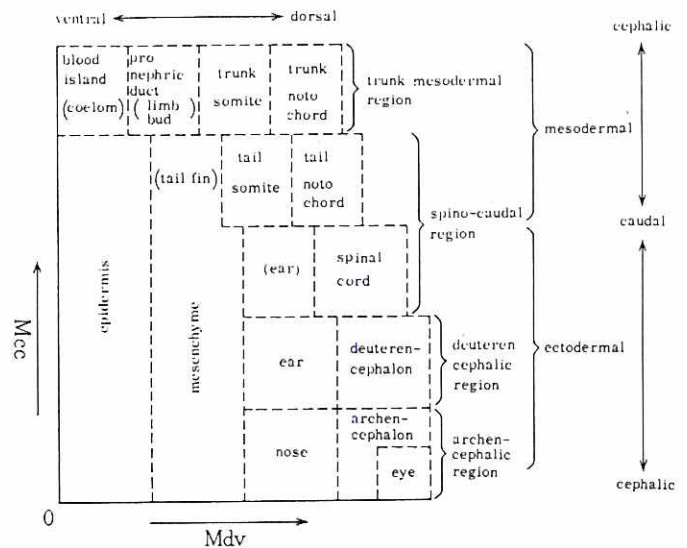 ventral
dorsal
cephalic
blood
island
(coelom)
pro
nephric
duct
(limb
bud)
trunk
somite
trunk
noto
chord
trunk mesodermal
region
mesodermal
(tail fin)
tail
somite
tail
noto
chord
spino-caudal
region
caudal
(ear)
spinal
cord
epidermis
mesenchyme
Mcc
ear
deuteren-
cephalon
deuteren
cephalic
region
ectodermal
nose
archen-
cephalon
eye
archen-
cephalic
region
cephalic
0
Mdv